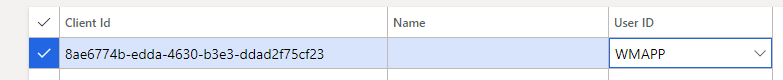 Client Id Name User ID
8ae6774b-edda-4630-b3e3-ddad2f75cf23 WMAPP